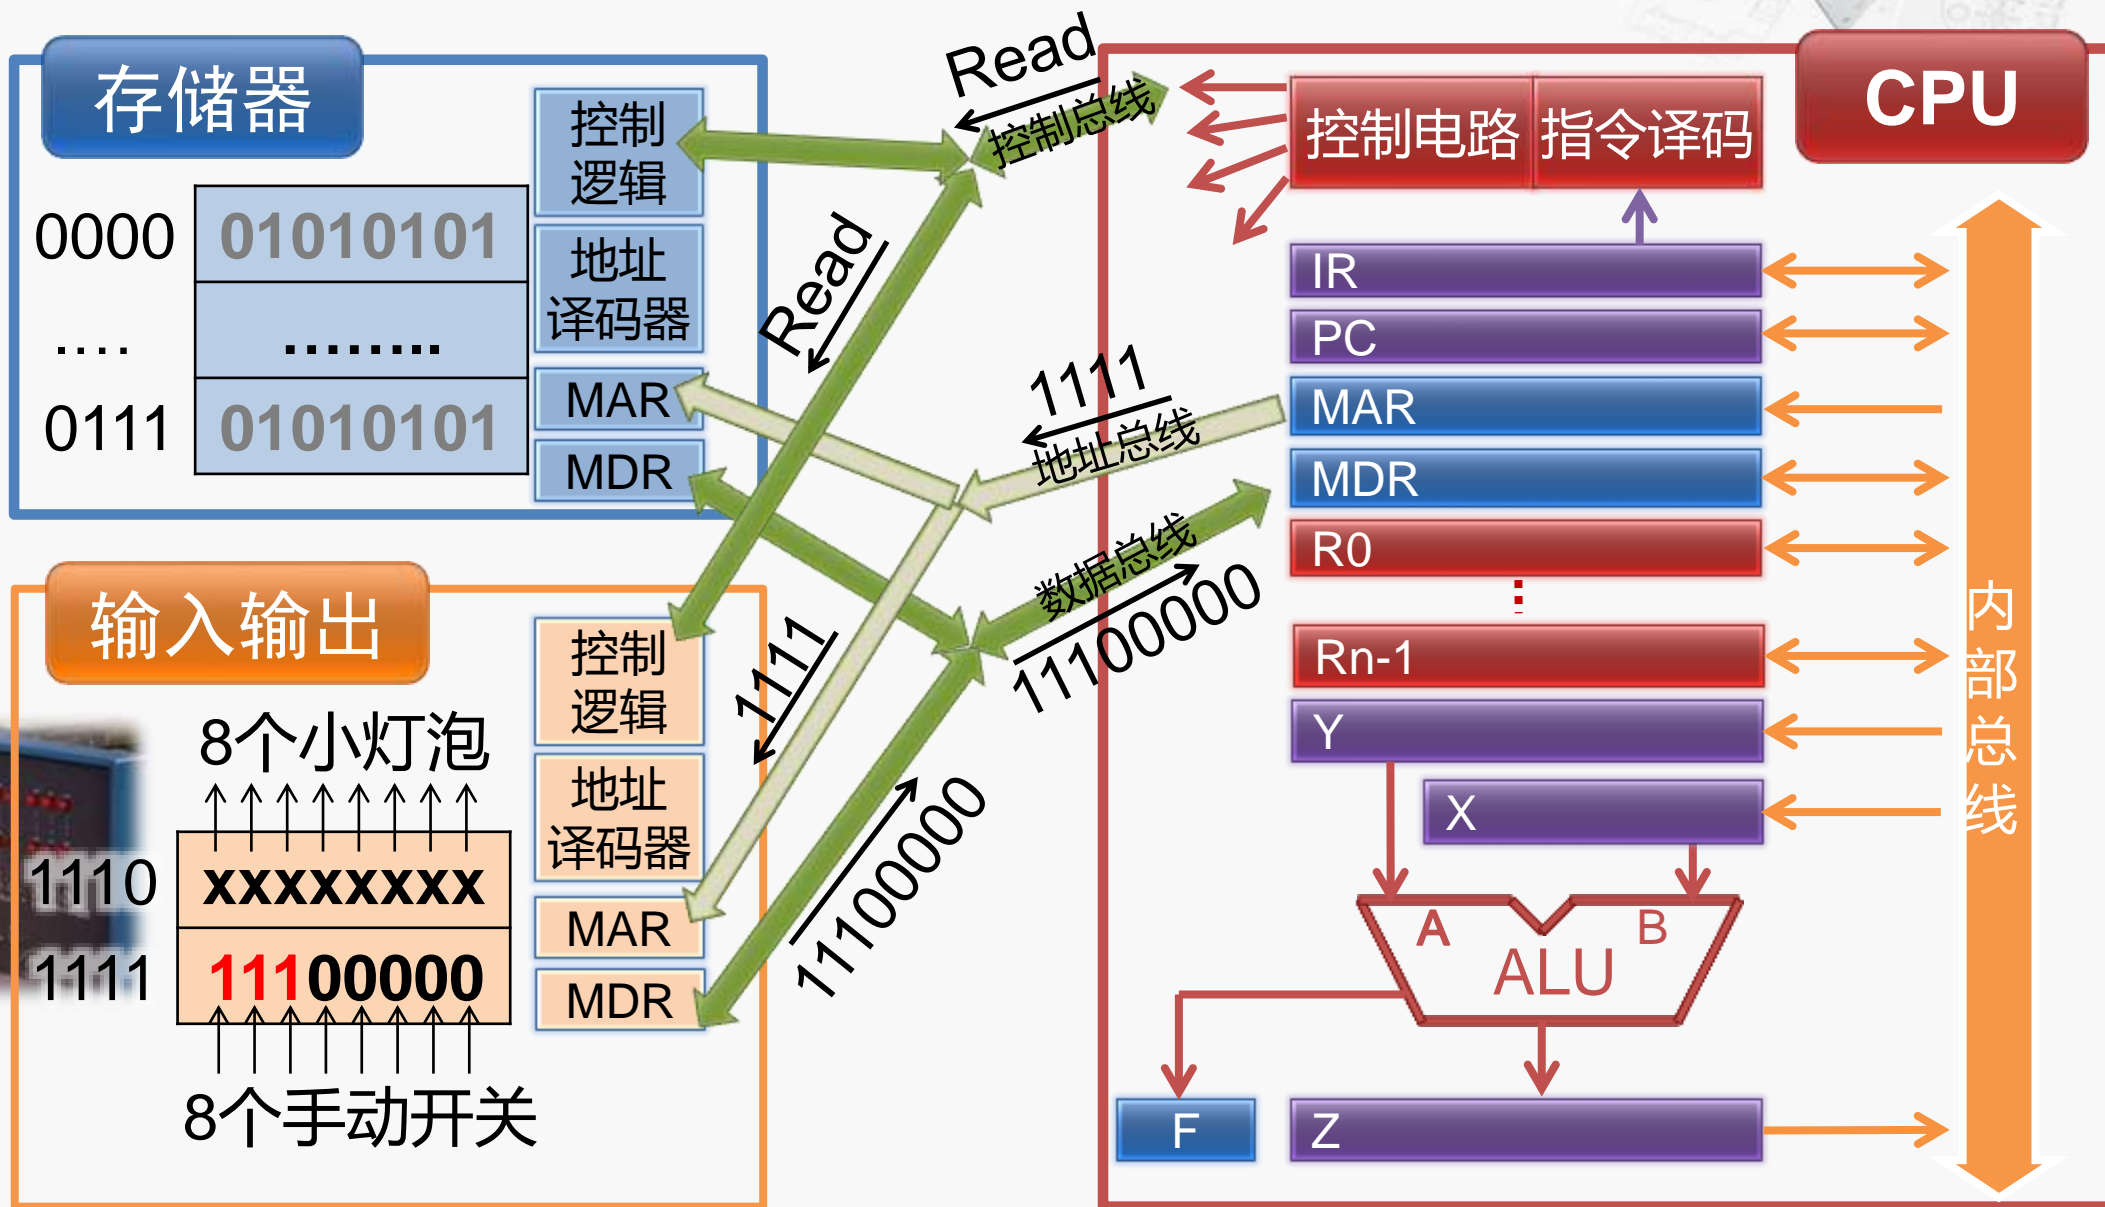 存储器
控制
逻辑
0000
01010101
地址
译码器
....
........
MAR
0111
01010101
MDR
Read
控制总线
Read
1111
地址总线
数据总线
11100000
1111
11100000
输入输出
控制
逻辑
8个小灯泡
地址
译码器
1110
xxxxxxxx
MAR
1111
11100000
MDR
8个手动开关
CPU
控制电路
指令译码
IR
PC
MAR
MDR
R0
Rn-1
Y
X
A
B
ALU
F
Z
内
部
总
线